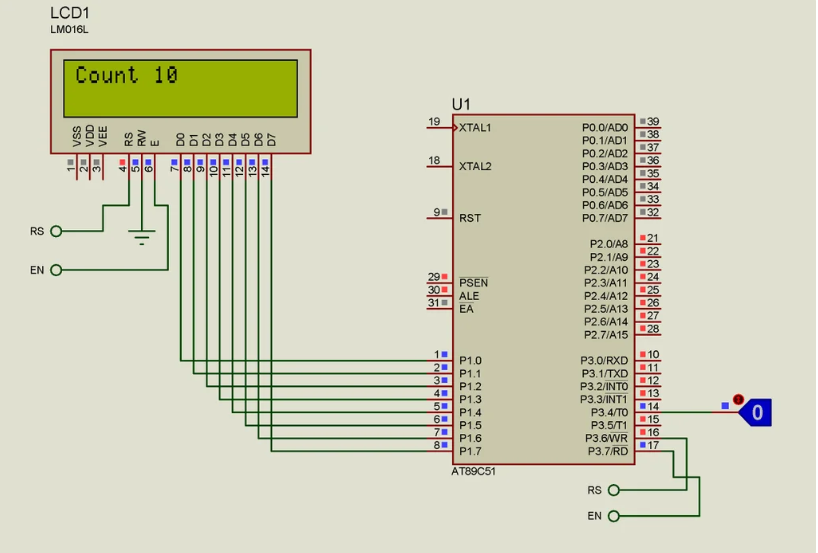 LCD1
LM016L
Count 10
VSS
VDD
VEE
RS
RW
E
D0
D1
D2
D3
D4
D5
D6
D7
1
2
3
4
5
6
7
8
9
10
11
12
13
14
RS
EN
U1
19 XTAL1
18 XTAL2
9 RST
29 PSEN
30 ALE
31 EA
1 P1.0
2 P1.1
3 P1.2
4 P1.3
5 P1.4
6 P1.5
7 P1.6
8 P1.7
P0.0/AD0 39
P0.1/AD1 38
P0.2/AD2 37
P0.3/AD3 36
P0.4/AD4 35
P0.5/AD5 34
P0.6/AD6 33
P0.7/AD7 32
P2.0/A8 21
P2.1/A9 22
P2.2/A10 23
P2.3/A11 24
P2.4/A12 25
P2.5/A13 26
P2.6/A14 27
P2.7/A15 28
P3.0/RXD 10
P3.1/TXD 11
P3.2/INT0 12
P3.3/INT1 13
P3.4/T0 14
P3.5/T1 15
P3.6/WR 16
P3.7/RD 17
0
AT89C51
RS
EN